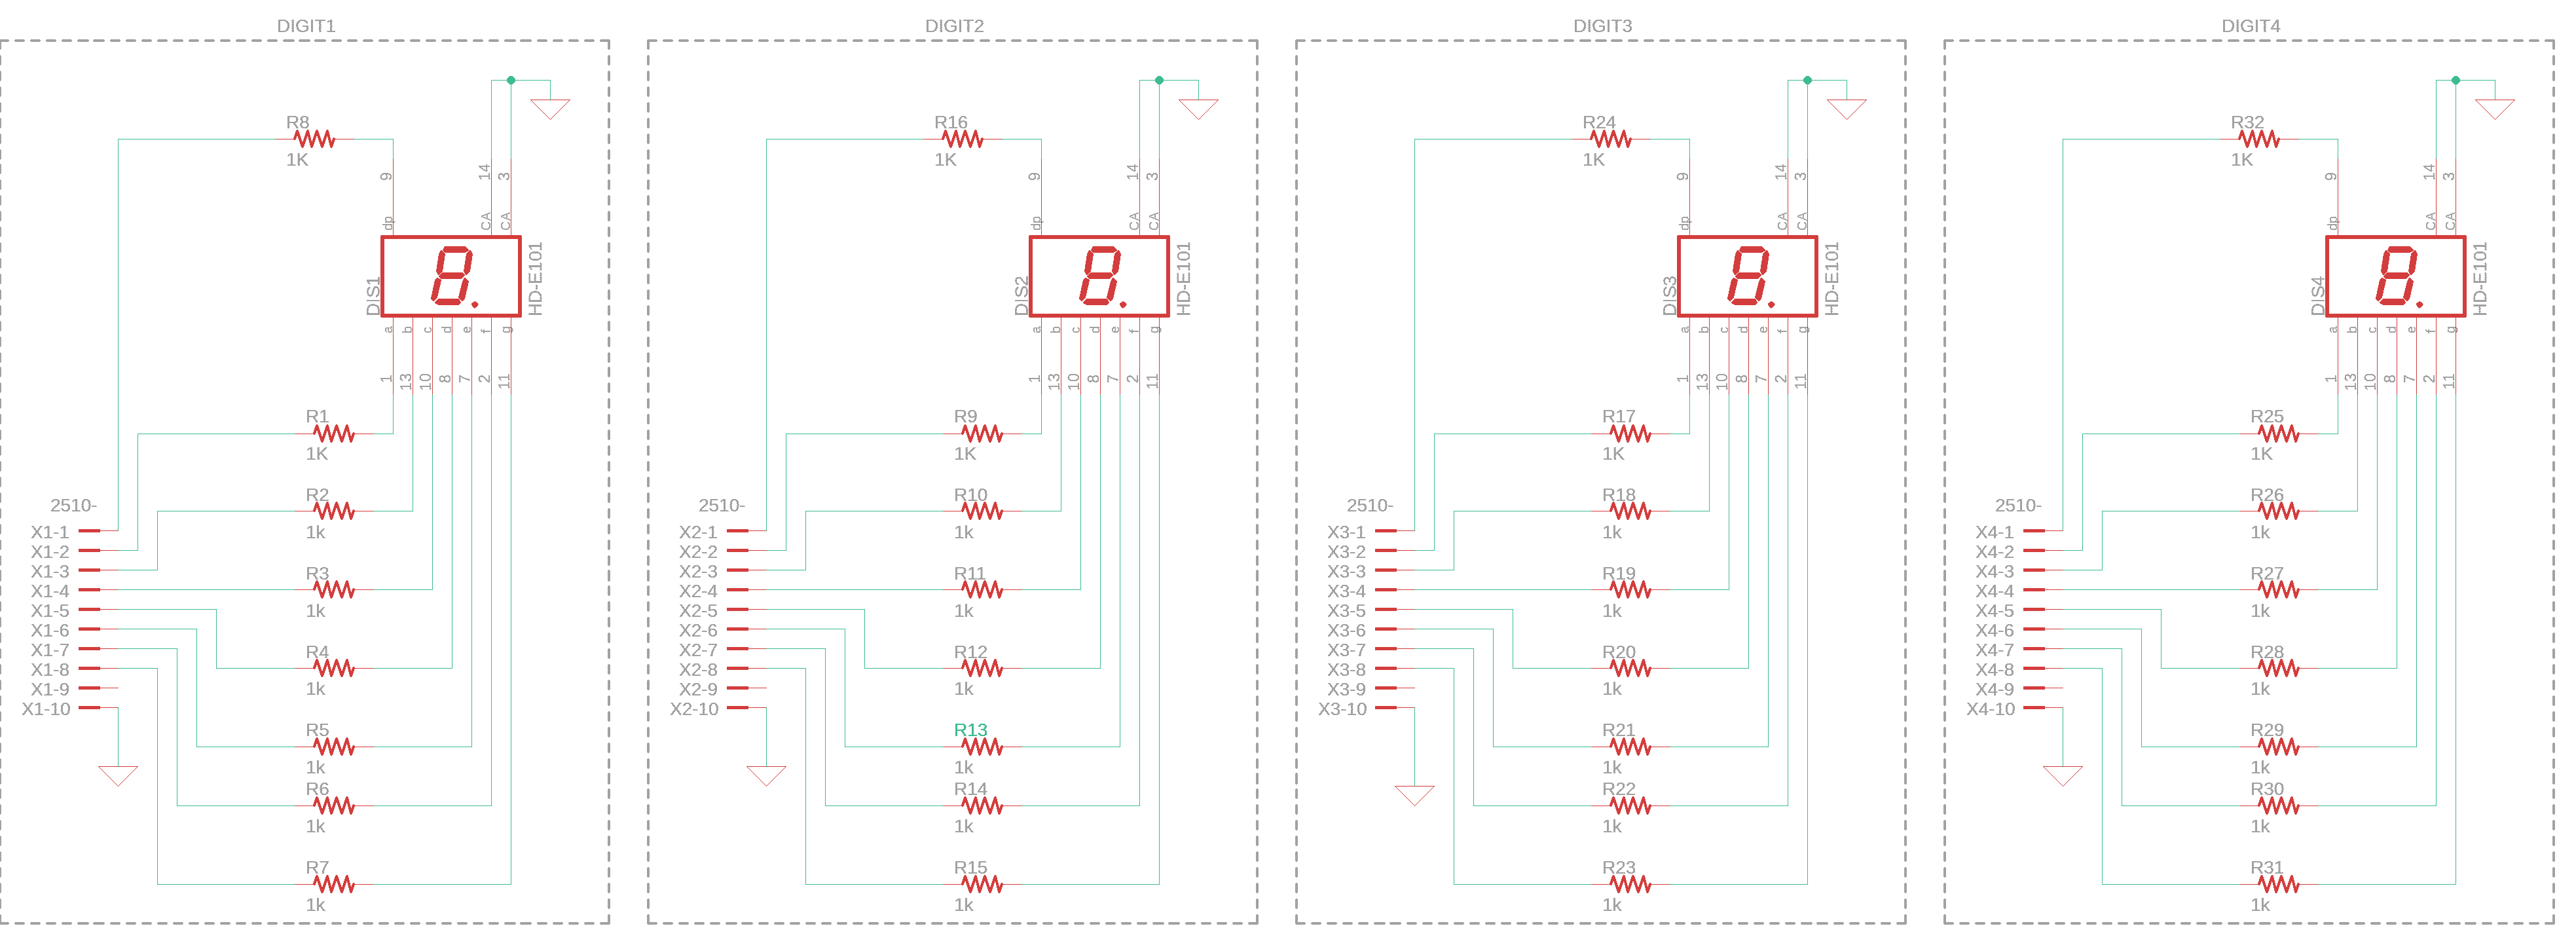 DIGIT1
R8
1K
9
14
3
dp
CA
CA
DIS1
HD-E101
a b c d e f g
1 13 10 8 7 2 11
R1
1K
R2
1k
R3
1k
R4
1k
R5
1k
R6
1k
R7
1k
2510-
X1-1
X1-2
X1-3
X1-4
X1-5
X1-6
X1-7
X1-8
X1-9
X1-10
DIGIT2
R16
1K
9
14
3
dp
CA
CA
DIS2
HD-E101
a b c d e f g
1 13 10 8 7 2 11
R9
1K
R10
1k
R11
1k
R12
1k
R13
1k
R14
1k
R15
1k
2510-
X2-1
X2-2
X2-3
X2-4
X2-5
X2-6
X2-7
X2-8
X2-9
X2-10
DIGIT3
R24
1K
9
14
3
dp
CA
CA
DIS3
HD-E101
a b c d e f g
1 13 10 8 7 2 11
R17
1K
R18
1k
R19
1k
R20
1k
R21
1k
R22
1k
R23
1k
2510-
X3-1
X3-2
X3-3
X3-4
X3-5
X3-6
X3-7
X3-8
X3-9
X3-10
DIGIT4
R32
1K
9
14
3
dp
CA
CA
DIS4
HD-E101
a b c d e f g
1 13 10 8 7 2 11
R25
1K
R26
1k
R27
1k
R28
1k
R29
1k
R30
1k
R31
1k
2510-
X4-1
X4-2
X4-3
X4-4
X4-5
X4-6
X4-7
X4-8
X4-9
X4-10